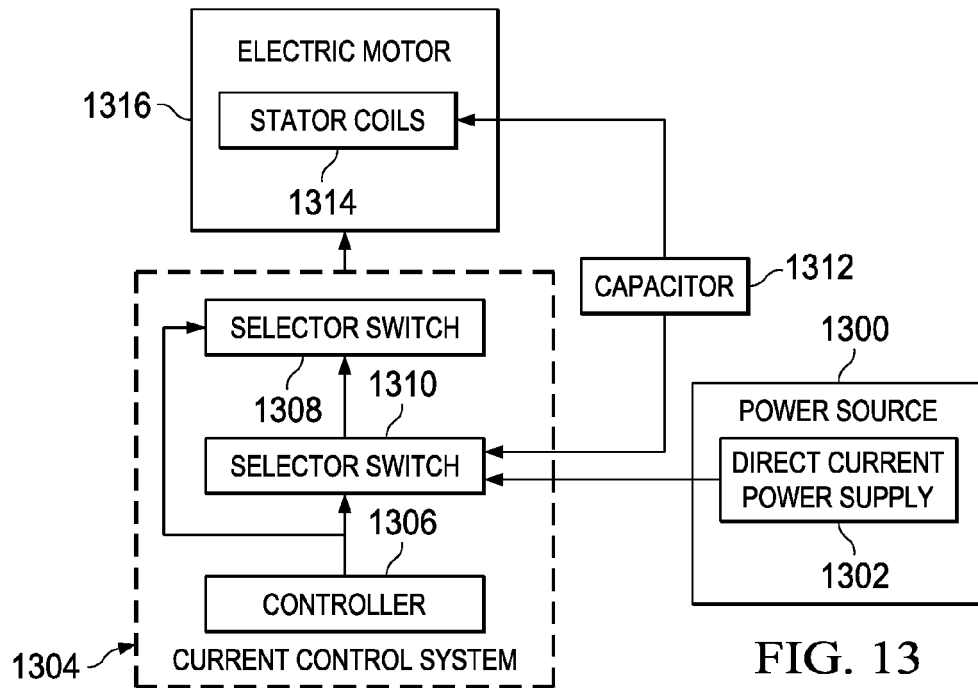 ELECTRIC MOTOR
1316
STATOR COILS
1314
1312
CAPACITOR
SELECTOR SWITCH
1308
1310
1300
POWER SOURCE
SELECTOR SWITCH
DIRECT CURRENT
POWER SUPPLY
1306
1302
CONTROLLER
1304
CURRENT CONTROL SYSTEM
FIG. 13